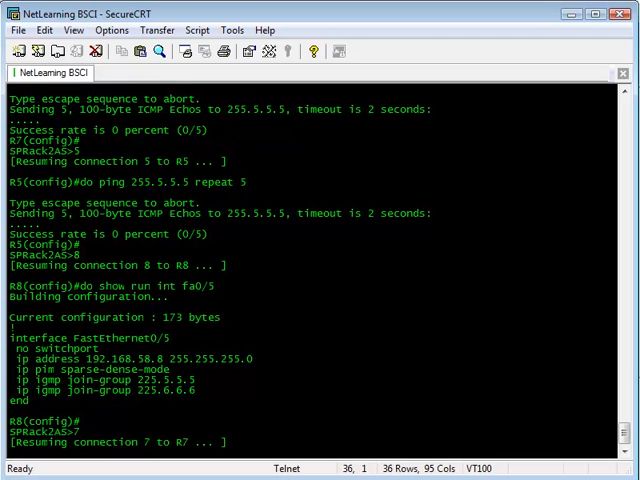 NetLearning BSCI - SecureCRT
File Edit View Options Transfer Script Tools Help
NetLearning BSCI
Type escape sequence to abort.
Sending 5, 100-byte ICMP Echos to 255.5.5.5, timeout is 2 seconds:
.....
Success rate is 0 percent (0/5)
R7(config)#
SPRack2AS>5
[Resuming connection 5 to R5 ... ]
R5(config)#do ping 255.5.5.5 repeat 5
Type escape sequence to abort.
Sending 5, 100-byte ICMP Echos to 255.5.5.5, timeout is 2 seconds:
.....
Success rate is 0 percent (0/5)
R5(config)#
SPRack2AS>8
[Resuming connection 8 to R8 ... ]
R8(config)#do show run int fa0/5
Building configuration...
Current configuration : 173 bytes
!
interface FastEthernet0/5
no switchport
ip address 192.168.58.8 255.255.255.0
ip pim sparse-dense-mode
ip igmp join-group 225.5.5.5
ip igmp join-group 225.6.6.6
end
R8(config)#
SPRack2AS>7
[Resuming connection 7 to R7 ... ]
Ready Telnet 36, 1 36 Rows, 95 Cols VT100